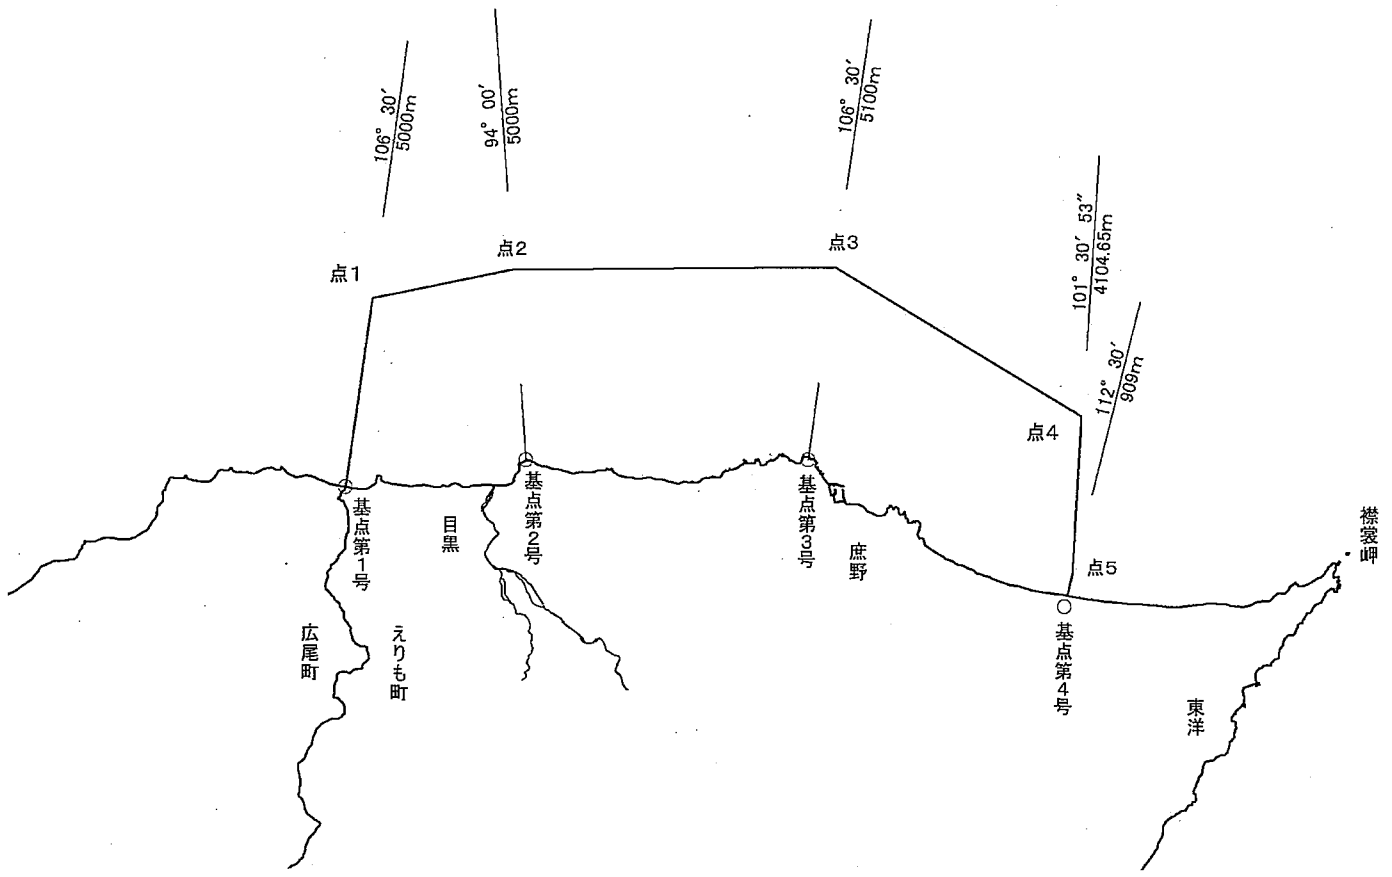 106° 30′
5000m
94° 00′
5000m
106° 30′
5100m
101° 30′ 53″
4104.65m
112° 30′
909m
点1
点2
点3
点4
点5
基点第1号
目黒
基点第2号
基点第3号
庶野
基点第4号
襟裳岬
広尾町
えりも町
東洋